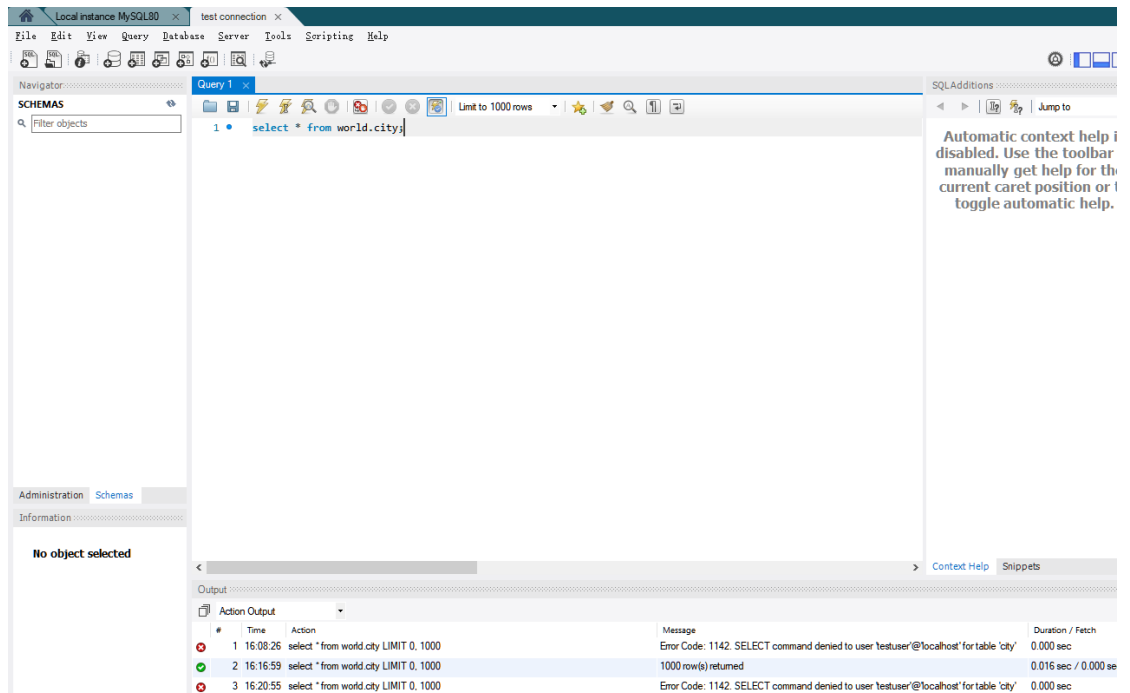 Local instance MySQL80 × test connection ×
File Edit View Query Database Server Tools Scripting Help
Navigator
Query 1 ×
SQLAdditions
SCHEMAS
Limit to 1000 rows
Jump to
Filter objects
1 select * from world.city;
Automatic context help i
disabled. Use the toolbar
manually get help for the
current caret position or t
toggle automatic help.
Administration Schemas
Information
No object selected
Context Help Snippets
Output
Action Output
# Time Action Message Duration / Fetch
1 16:08:26 select * from world.city LIMIT 0, 1000 Error Code: 1142. SELECT command denied to user 'testuser'@'localhost' for table 'city' 0.000 sec
2 16:16:59 select * from world.city LIMIT 0, 1000 1000 row(s) returned 0.016 sec / 0.000 se
3 16:20:55 select * from world.city LIMIT 0, 1000 Error Code: 1142. SELECT command denied to user 'testuser'@'localhost' for table 'city' 0.000 sec